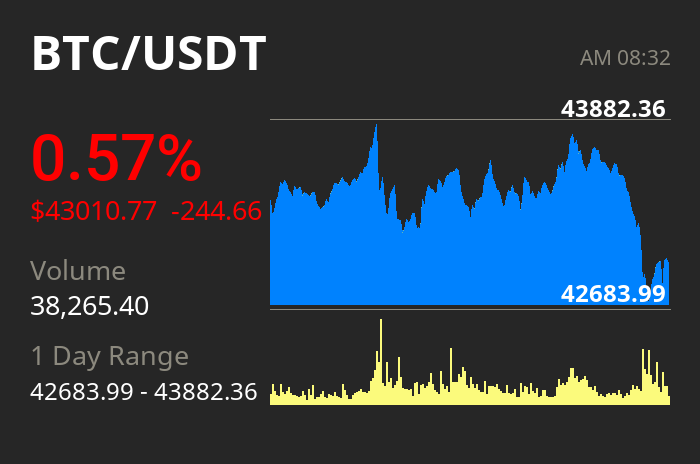 BTC/USDT
AM 08:32
43882.36
0.57%
$43010.77 -244.66
Volume
38,265.40
42683.99
1 Day Range
42683.99 - 43882.36